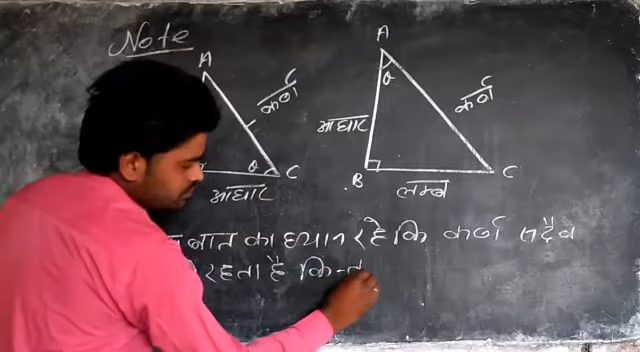 Note
A
कर्ण
आधार
θ
C
A
θ
कर्ण
आधार
B
लम्ब
C
बात का ध्यान रहे कि कर्ण सदैव
रहता है किन्त